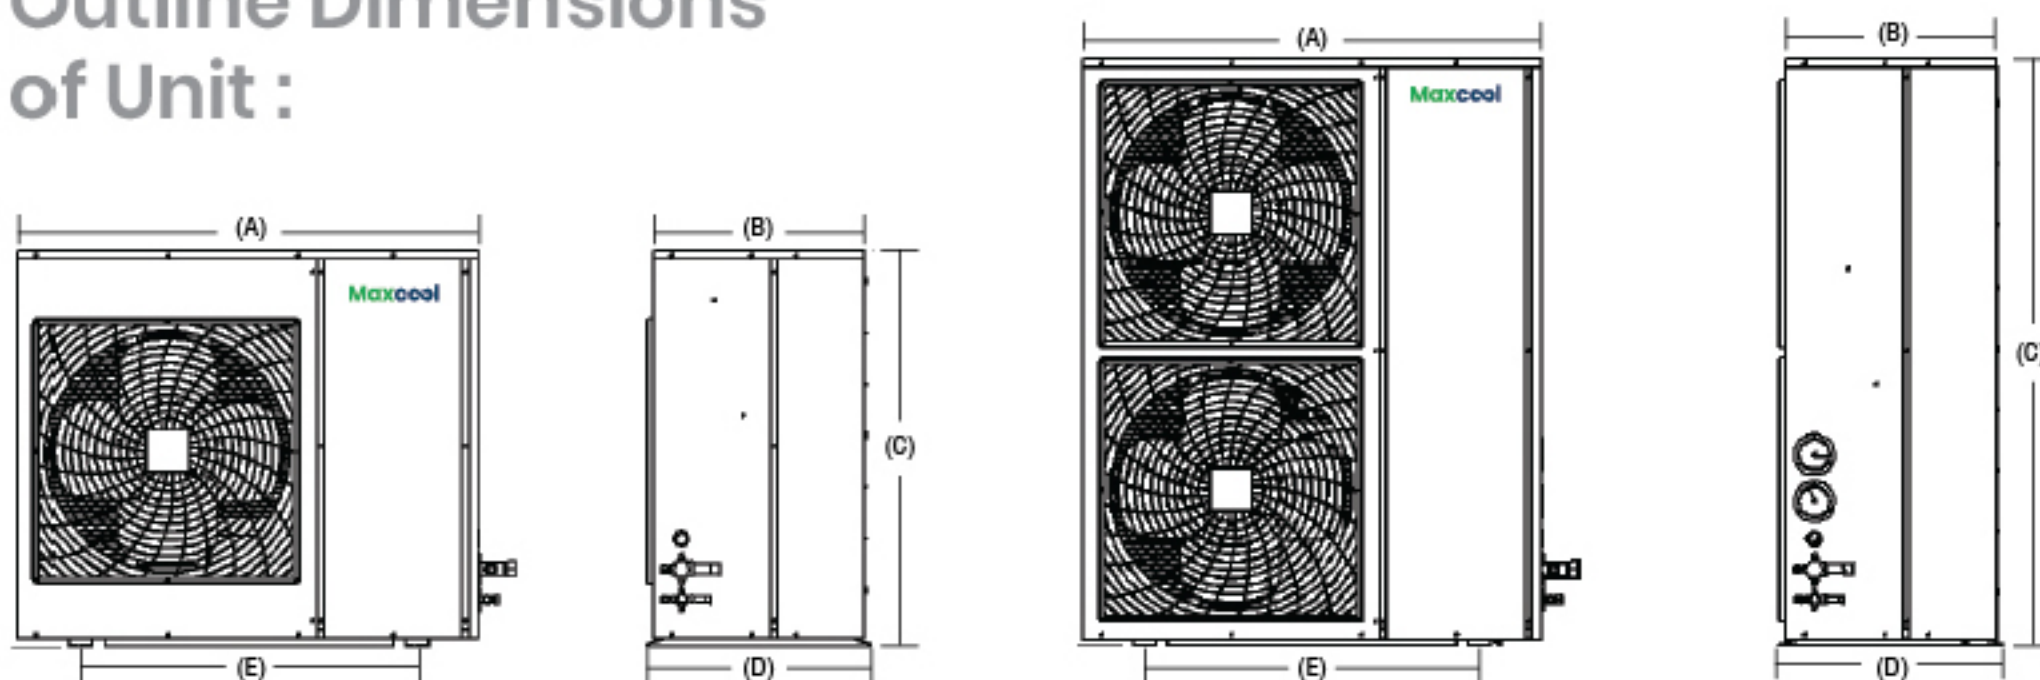 Outline Dimensions
of Unit :
(A)
(B)
Maxcool
(C)
(E)
(D)
(A)
(B)
Maxcool
(C)
(E)
(D)